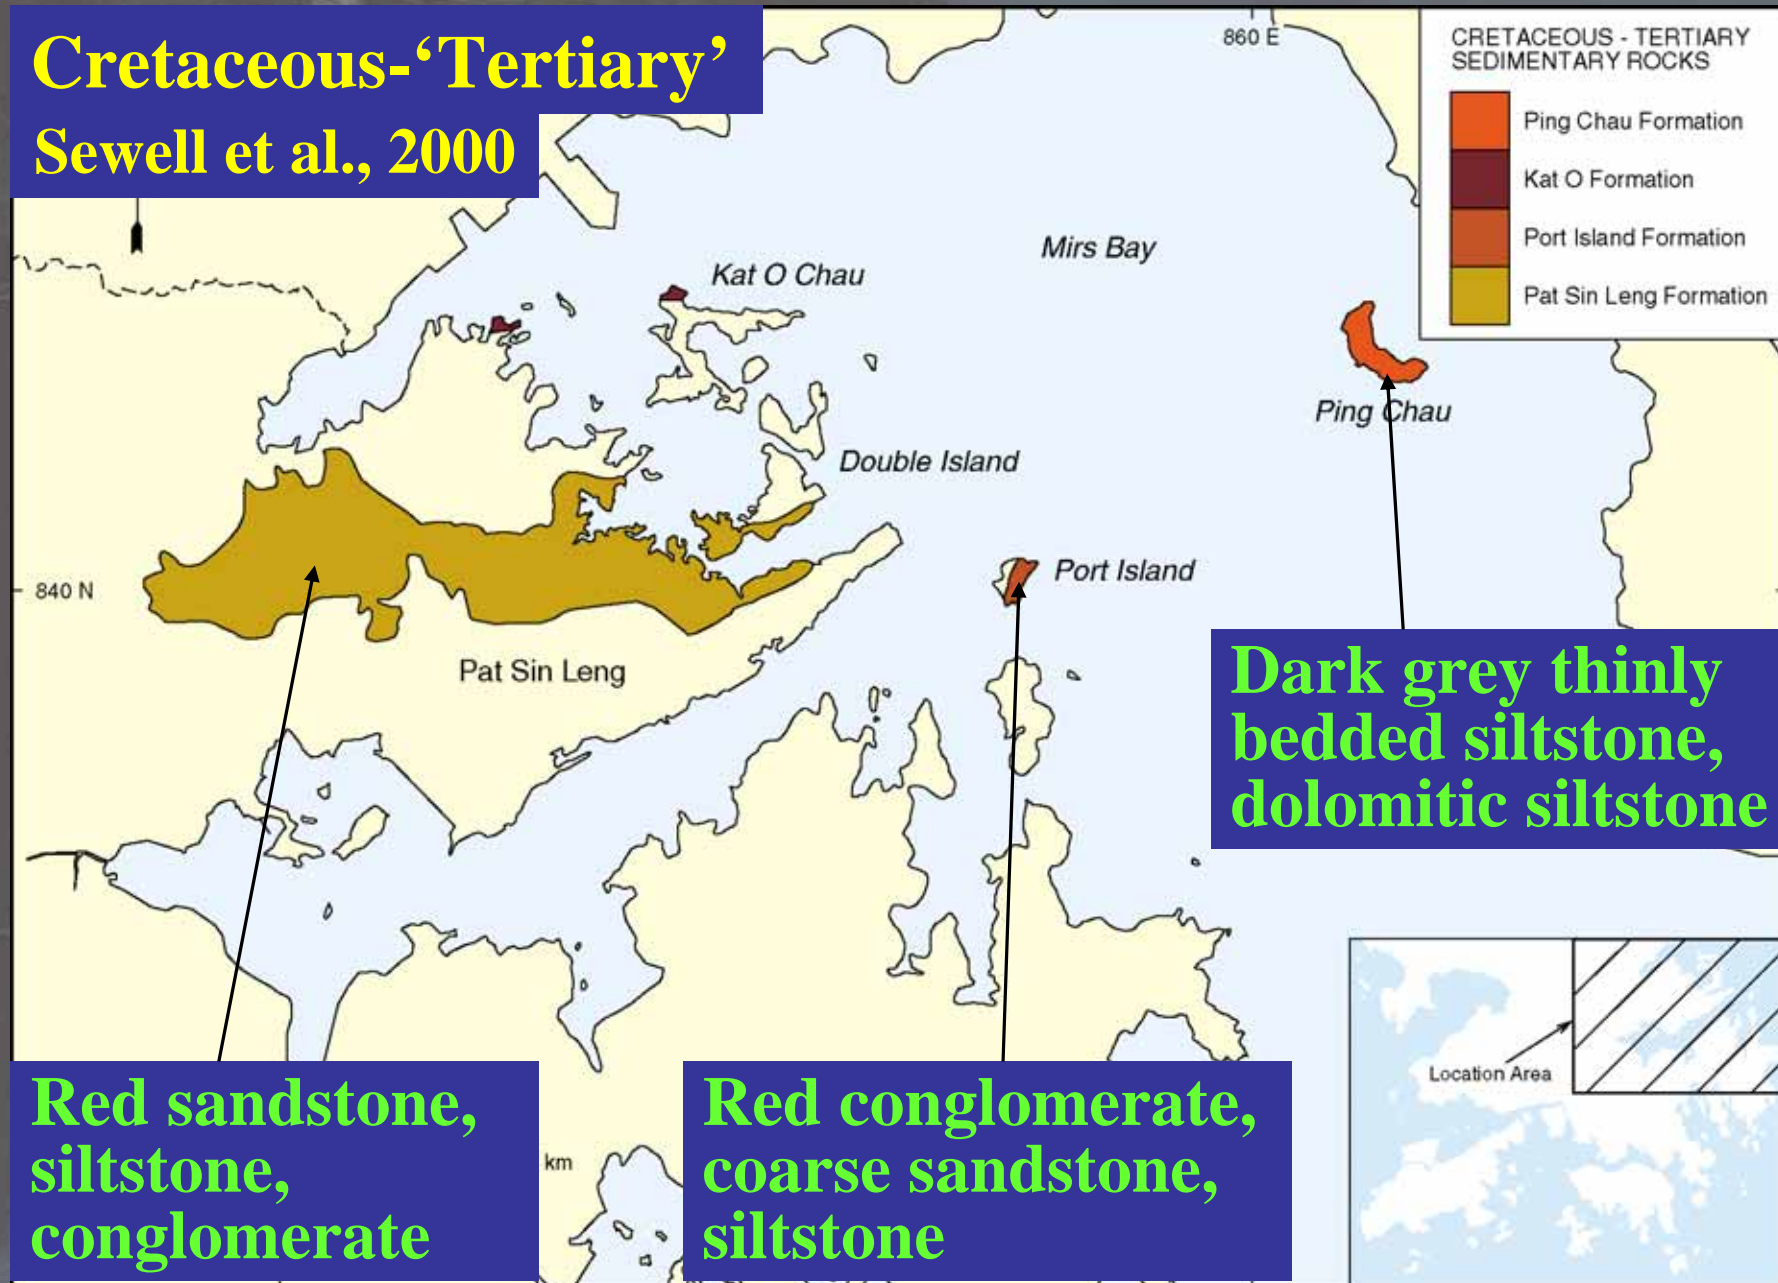 Cretaceous-‘Tertiary’
Sewell et al., 2000
860 E
CRETACEOUS - TERTIARY
SEDIMENTARY ROCKS
Ping Chau Formation
Kat O Formation
Port Island Formation
Pat Sin Leng Formation
Mirs Bay
Kat O Chau
Ping Chau
Double Island
Port Island
840 N
Pat Sin Leng
Dark grey thinly
bedded siltstone,
dolomitic siltstone
Location Area
Red sandstone,
siltstone,
conglomerate
km
Red conglomerate,
coarse sandstone,
siltstone